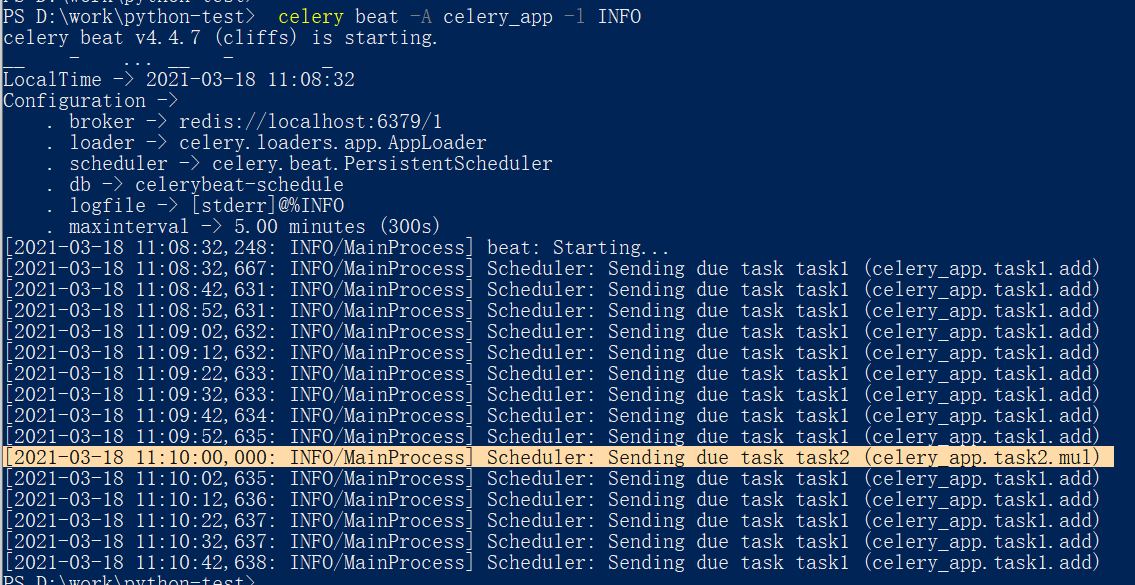 PS D:\work\python-test> celery beat -A celery_app -l INFO
celery beat v4.4.7 (cliffs) is starting.
__    -    ... __   -        _
LocalTime -> 2021-03-18 11:08:32
Configuration ->
    . broker -> redis://localhost:6379/1
    . loader -> celery.loaders.app.AppLoader
    . scheduler -> celery.beat.PersistentScheduler
    . db -> celerybeat-schedule
    . logfile -> [stderr]@%INFO
    . maxinterval -> 5.00 minutes (300s)
[2021-03-18 11:08:32,248: INFO/MainProcess] beat: Starting...
[2021-03-18 11:08:32,667: INFO/MainProcess] Scheduler: Sending due task task1 (celery_app.task1.add)
[2021-03-18 11:08:42,631: INFO/MainProcess] Scheduler: Sending due task task1 (celery_app.task1.add)
[2021-03-18 11:08:52,631: INFO/MainProcess] Scheduler: Sending due task task1 (celery_app.task1.add)
[2021-03-18 11:09:02,632: INFO/MainProcess] Scheduler: Sending due task task1 (celery_app.task1.add)
[2021-03-18 11:09:12,632: INFO/MainProcess] Scheduler: Sending due task task1 (celery_app.task1.add)
[2021-03-18 11:09:22,633: INFO/MainProcess] Scheduler: Sending due task task1 (celery_app.task1.add)
[2021-03-18 11:09:32,633: INFO/MainProcess] Scheduler: Sending due task task1 (celery_app.task1.add)
[2021-03-18 11:09:42,634: INFO/MainProcess] Scheduler: Sending due task task1 (celery_app.task1.add)
[2021-03-18 11:09:52,635: INFO/MainProcess] Scheduler: Sending due task task1 (celery_app.task1.add)
[2021-03-18 11:10:00,000: INFO/MainProcess] Scheduler: Sending due task task2 (celery_app.task2.mul)
[2021-03-18 11:10:02,635: INFO/MainProcess] Scheduler: Sending due task task1 (celery_app.task1.add)
[2021-03-18 11:10:12,636: INFO/MainProcess] Scheduler: Sending due task task1 (celery_app.task1.add)
[2021-03-18 11:10:22,637: INFO/MainProcess] Scheduler: Sending due task task1 (celery_app.task1.add)
[2021-03-18 11:10:32,637: INFO/MainProcess] Scheduler: Sending due task task1 (celery_app.task1.add)
[2021-03-18 11:10:42,638: INFO/MainProcess] Scheduler: Sending due task task1 (celery_app.task1.add)
PS D:\work\python-test>